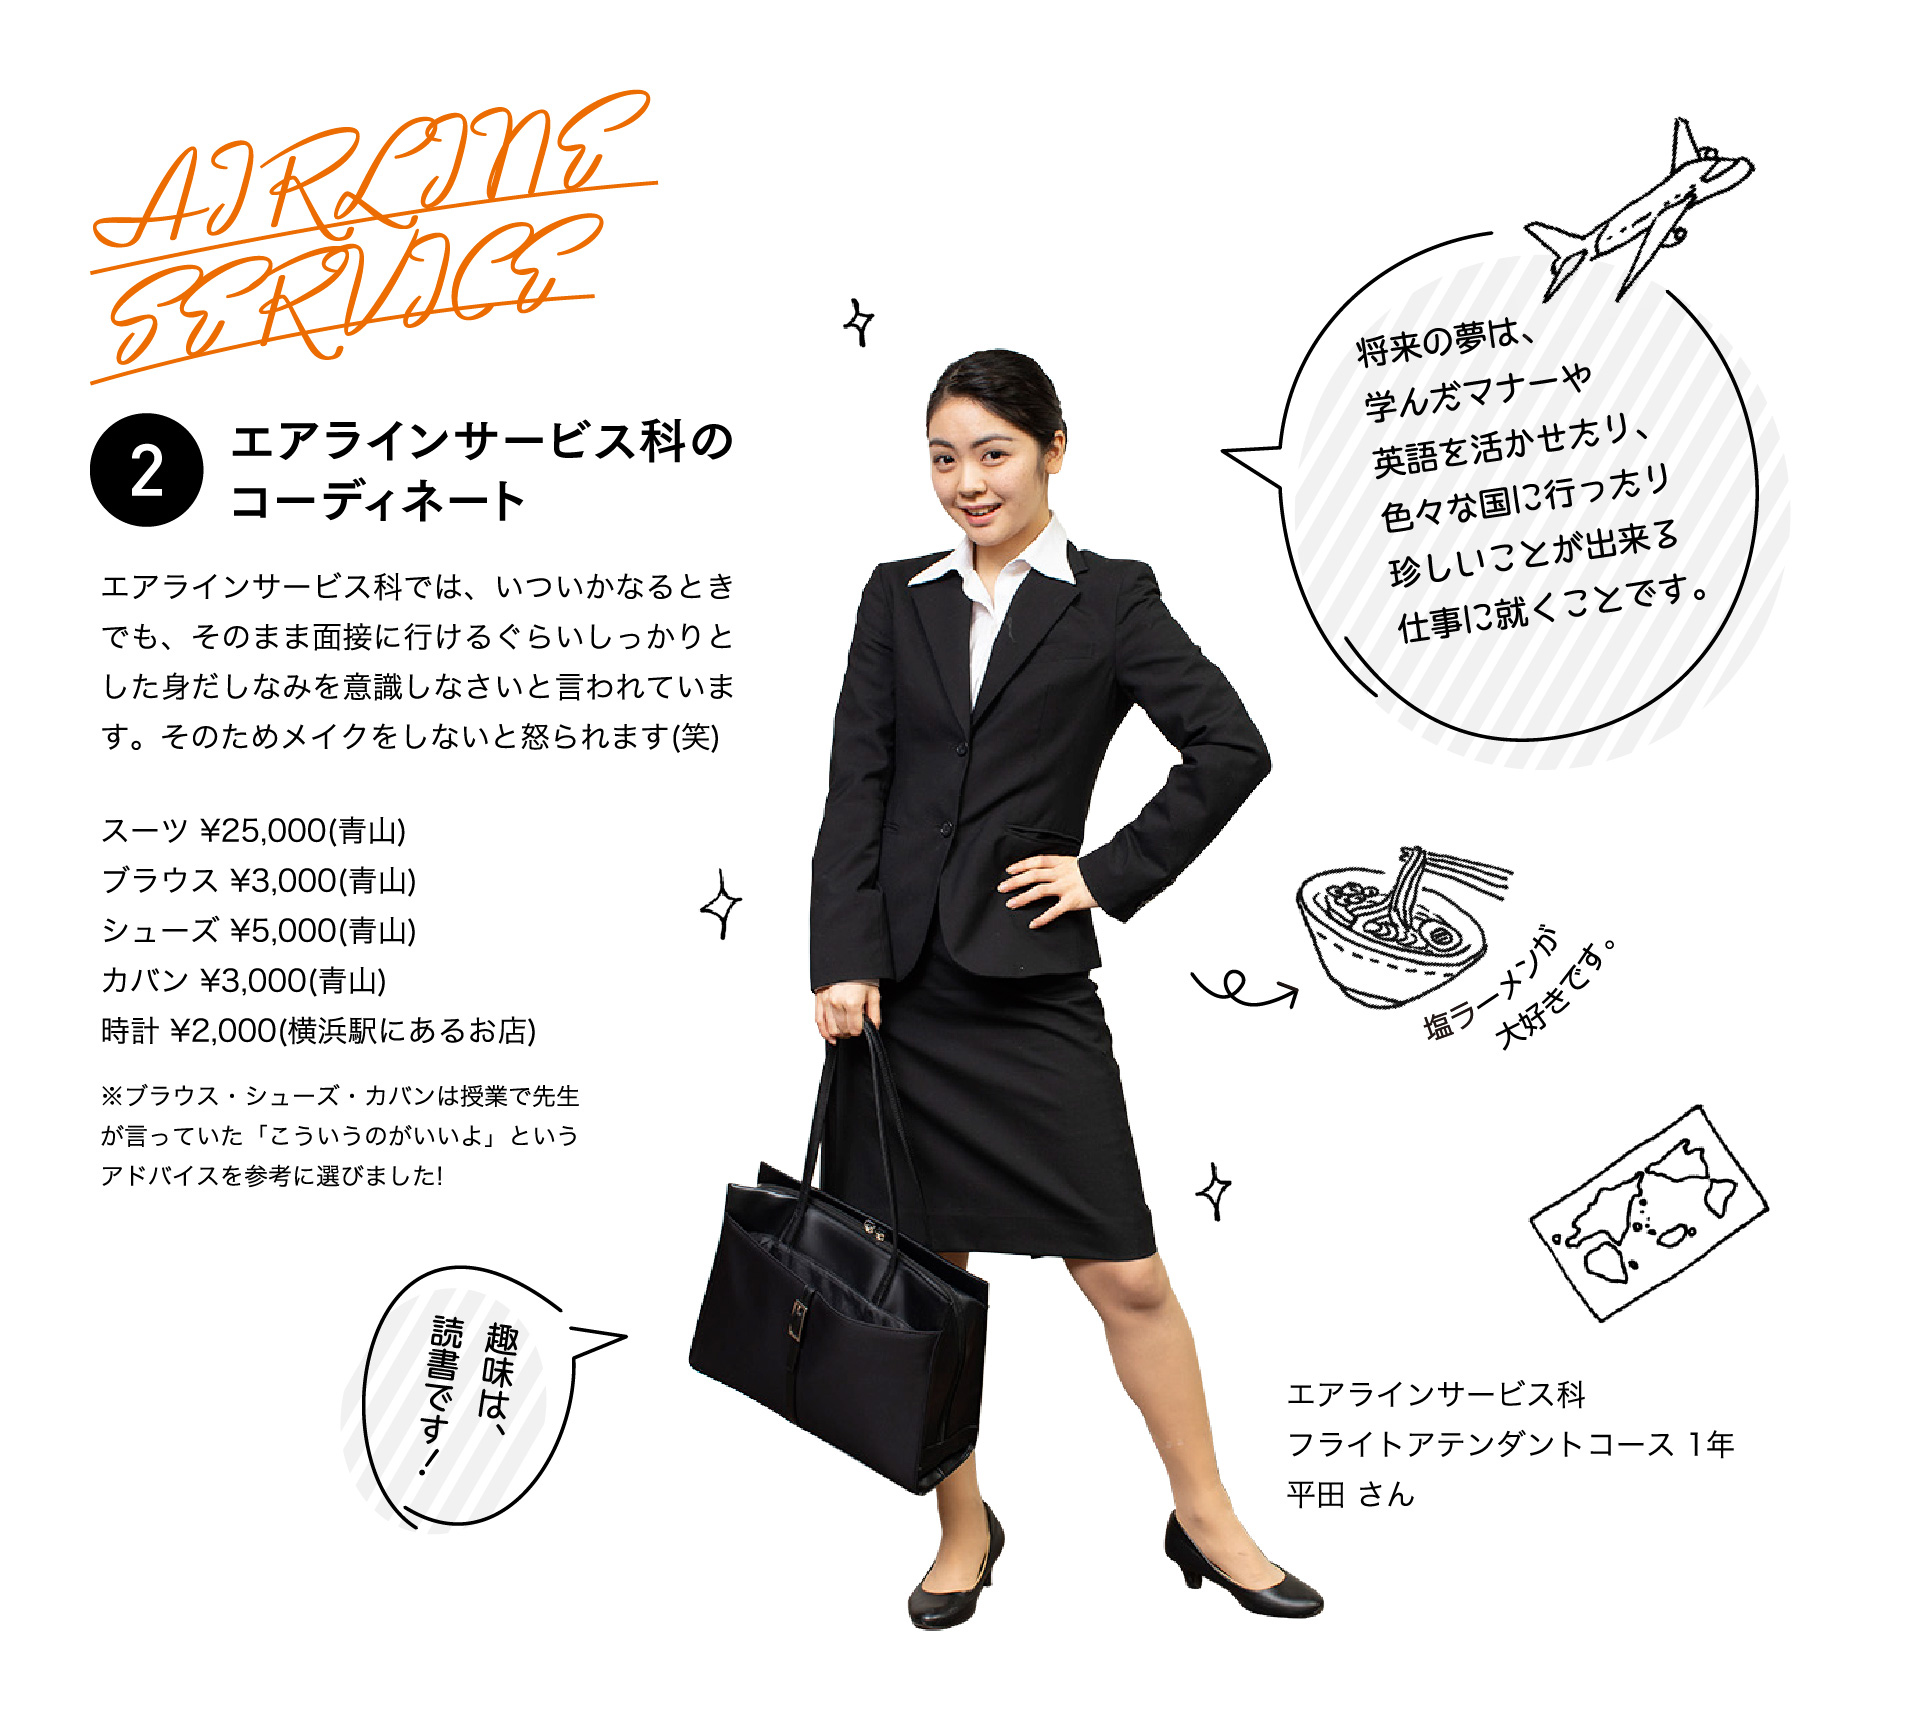 AIRLINE
SERVICE
2
エアラインサービス科の
コーディネート
エアラインサービス科では、いついかなるとき
でも、そのまま面接に行けるぐらいしっかりと
した身だしなみを意識しなさいと言われていま
す。そのためメイクをしないと怒られます(笑)
スーツ ¥25,000(青山)
ブラウス ¥3,000(青山)
シューズ ¥5,000(青山)
カバン ¥3,000(青山)
時計 ¥2,000(横浜駅にあるお店)
※ブラウス・シューズ・カバンは授業で先生
が言っていた「こういうのがいいよ」という
アドバイスを参考に選びました!
趣味は、
読書です！
将来の夢は、
学んだマナーや
英語を活かせたり、
色々な国に行ったり
珍しいことが出来る
仕事に就くことです。
塩ラーメンが
大好きです。
エアラインサービス科
フライトアテンダントコース 1年
平田 さん